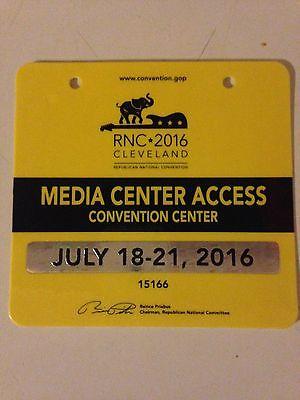 www.convention.gop
RNC★2016
CLEVELAND
REPUBLICAN NATIONAL CONVENTION
MEDIA CENTER ACCESS
CONVENTION CENTER
JULY 18-21, 2016
15166
Reince Priebus
Chairman, Republican National Committee